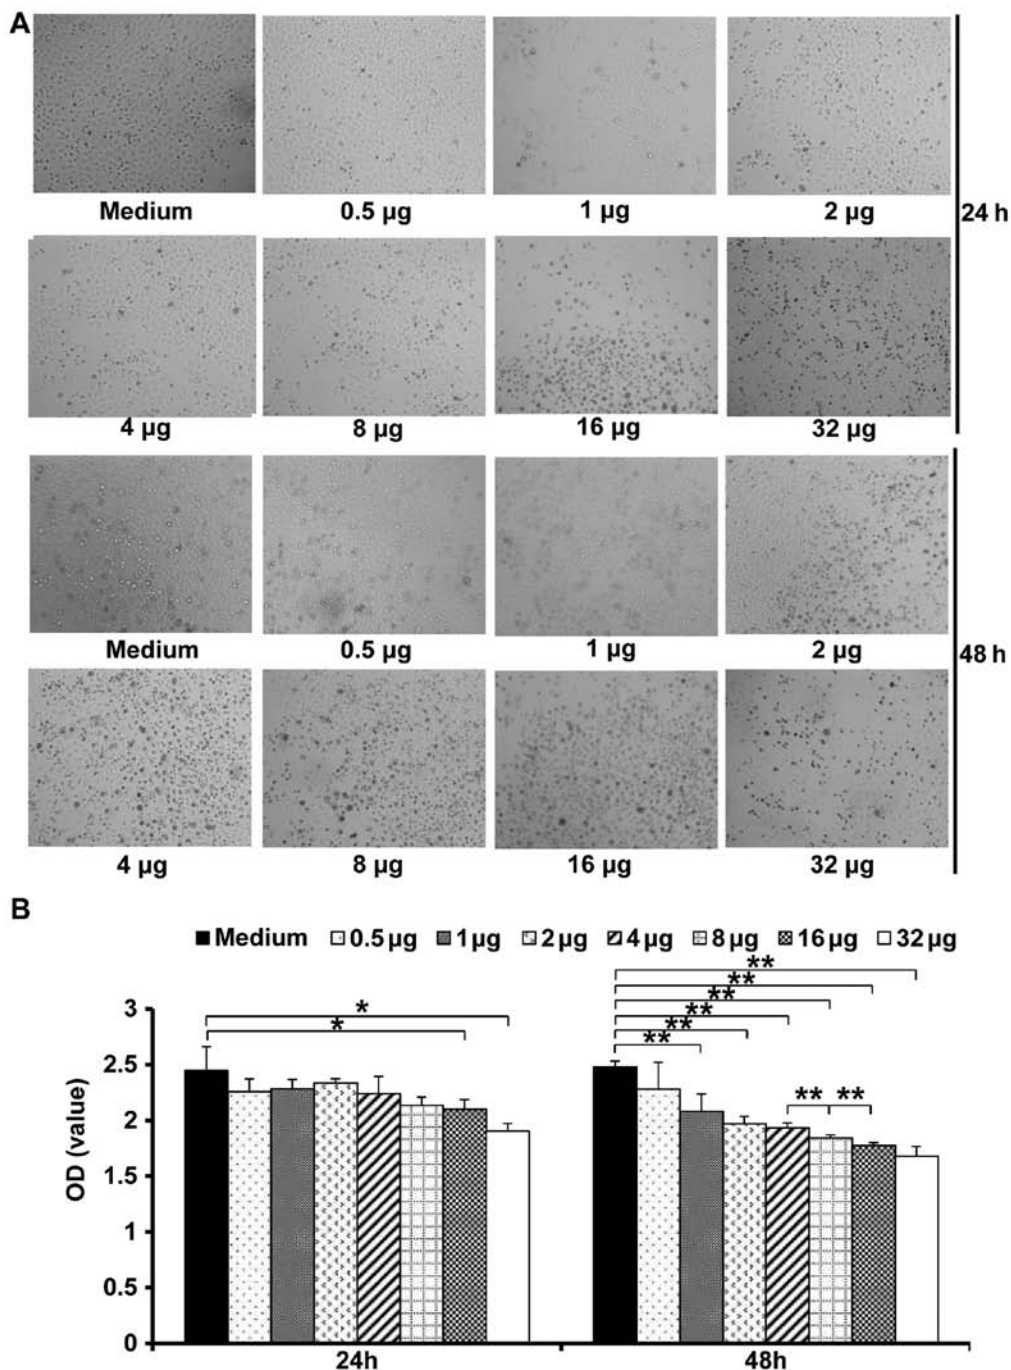 A
Medium 0.5 µg 1 µg 2 µg
24 h
4 µg 8 µg 16 µg 32 µg
Medium 0.5 µg 1 µg 2 µg
48 h
4 µg 8 µg 16 µg 32 µg
B
Medium 0.5 µg 1 µg 2 µg 4 µg 8 µg 16 µg 32 µg
**
**
**
**
**
**
*
*
** **
OD (value)
3
2.5
2
1.5
1
0.5
0
24h 48h